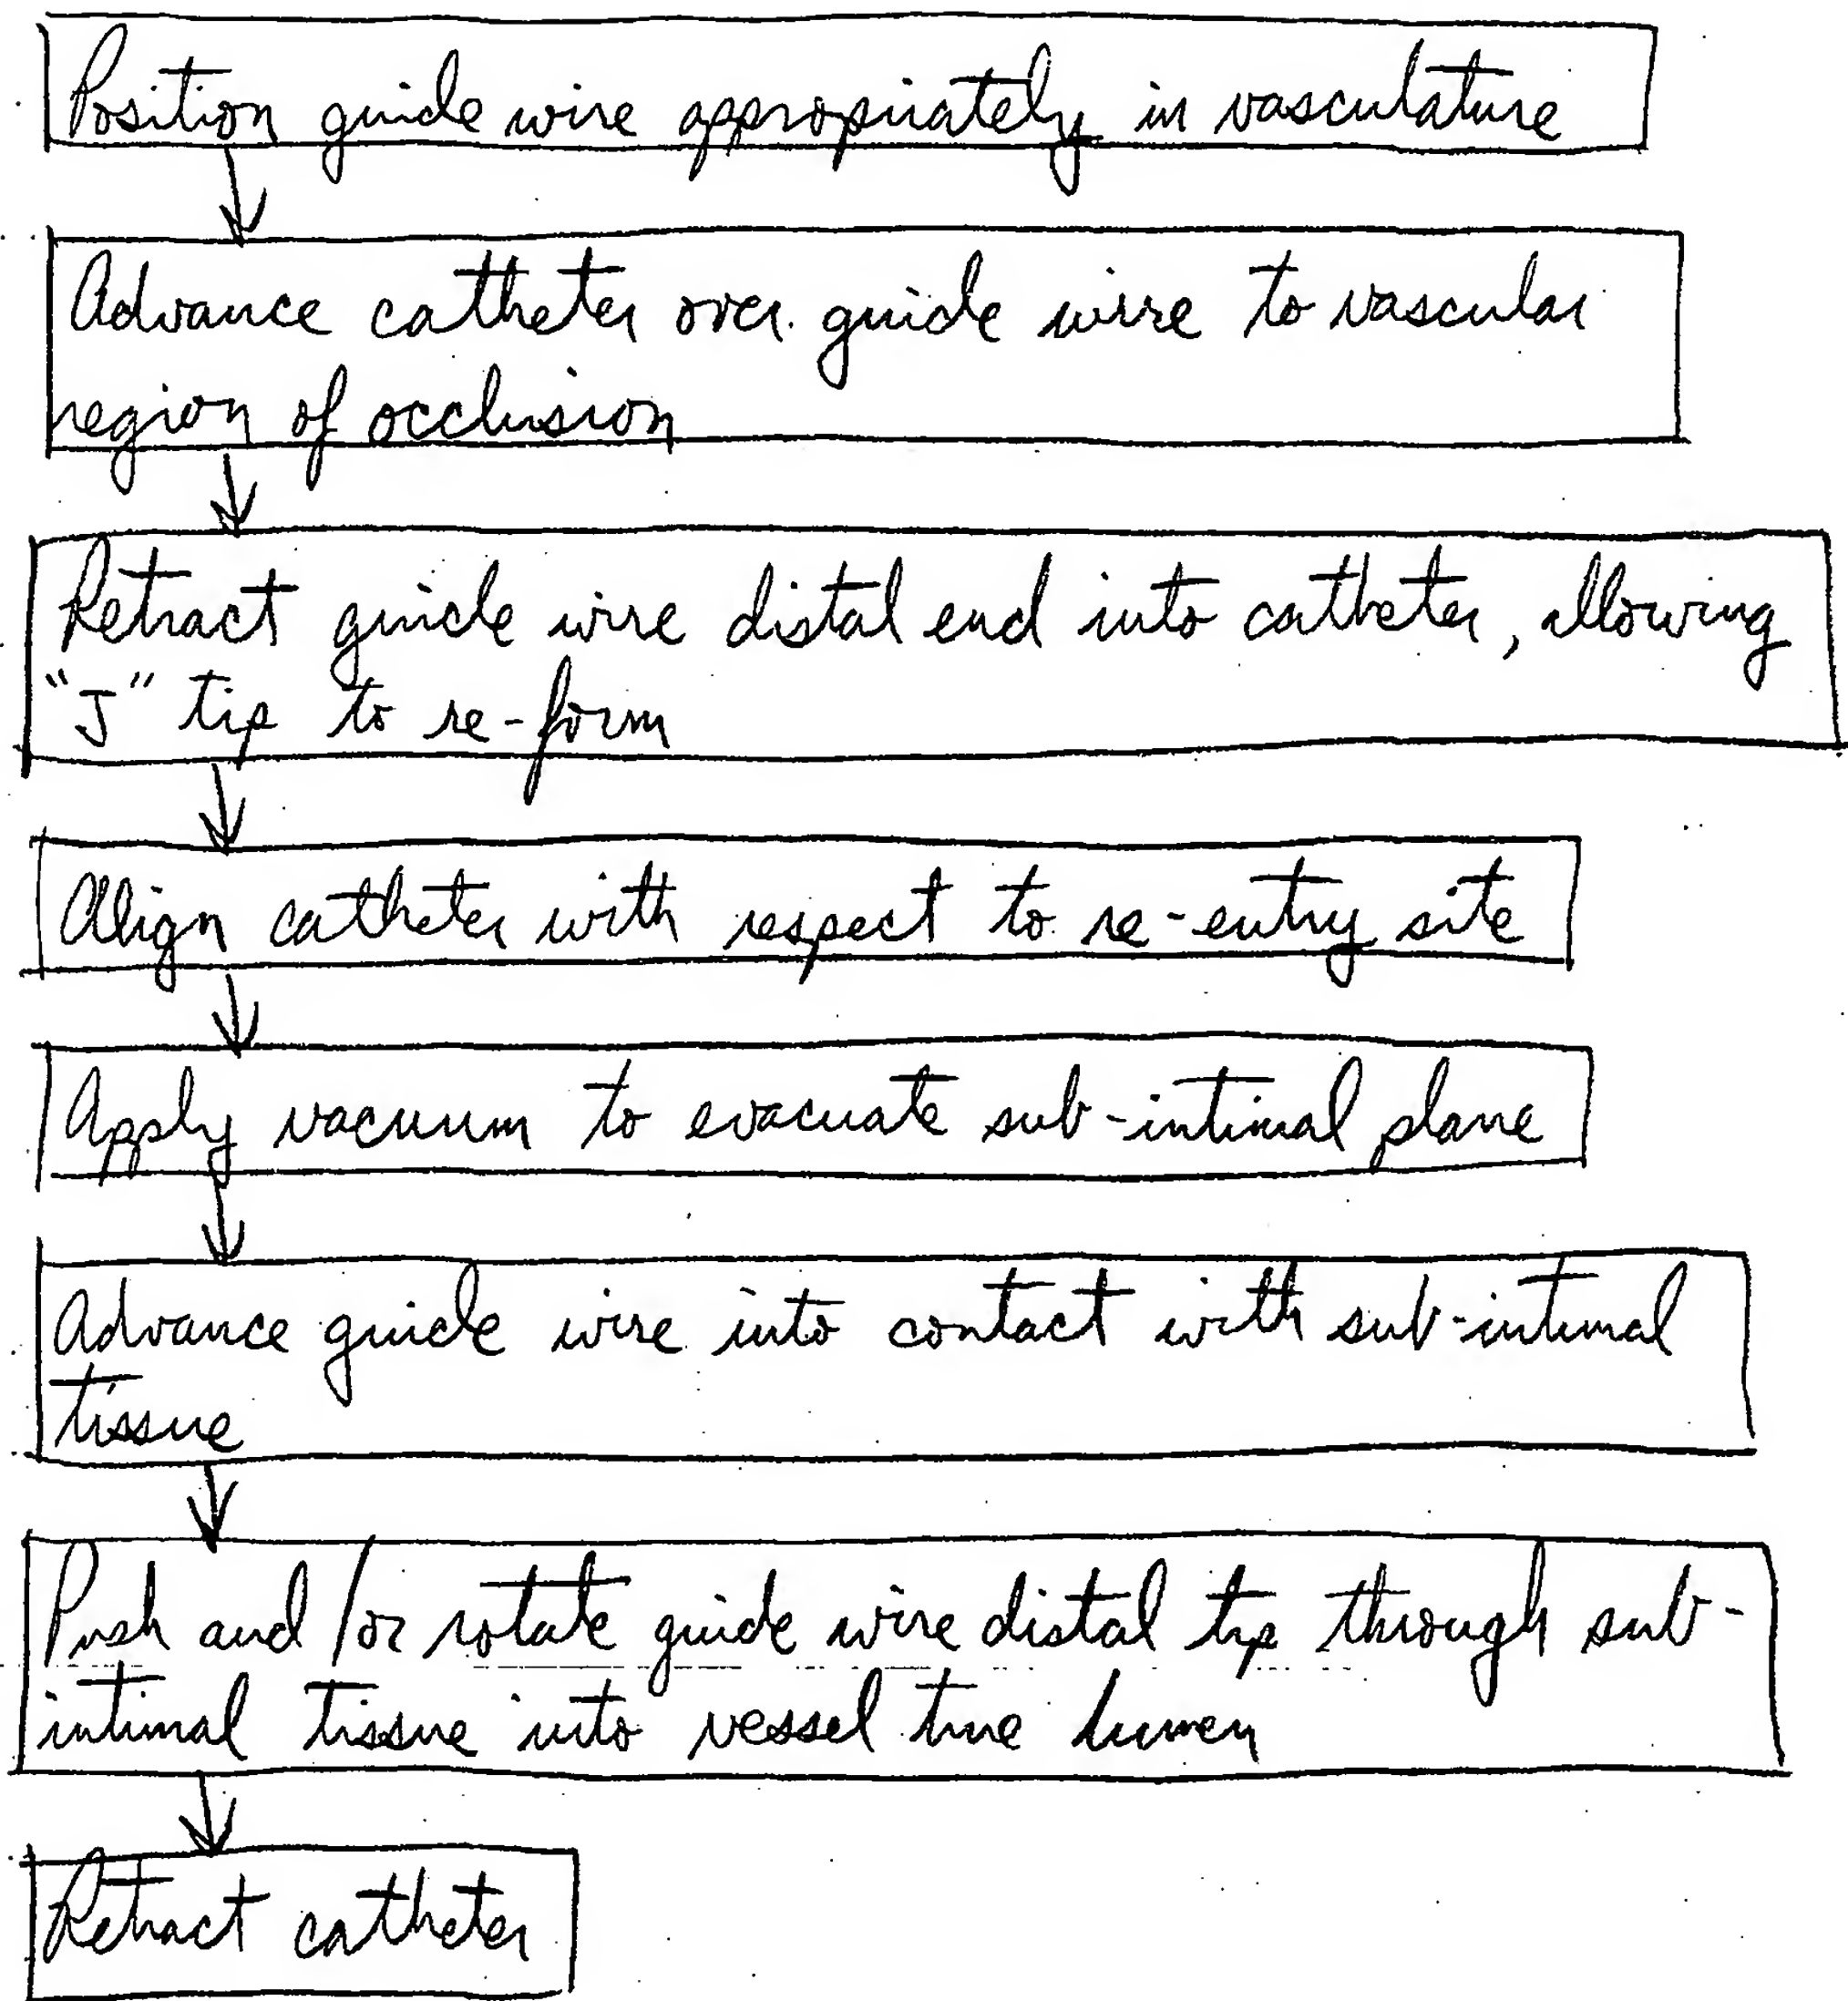 Position guide wire appropriately in vasculature
Advance catheter over guide wire to vascular
region of occlusion
Retract guide wire distal end into catheter, allowing
"J" tip to re-form
Align catheter with respect to re-entry site
Apply vacuum to evacuate sub-intimal plane
Advance guide wire into contact with sub-intimal
tissue
Push and/or rotate guide wire distal tip through sub-
intimal tissue into vessel true lumen
Retract catheter